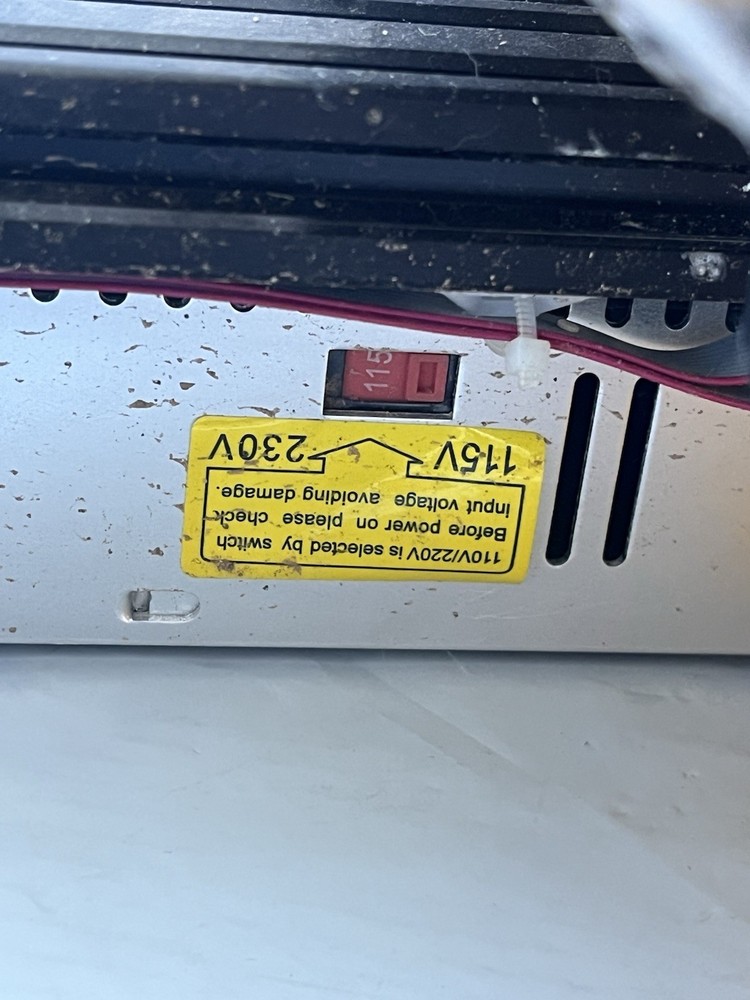 115
110V/220V is selected by switch
Before power on please check
input voltage avoiding damage.
115V 230V